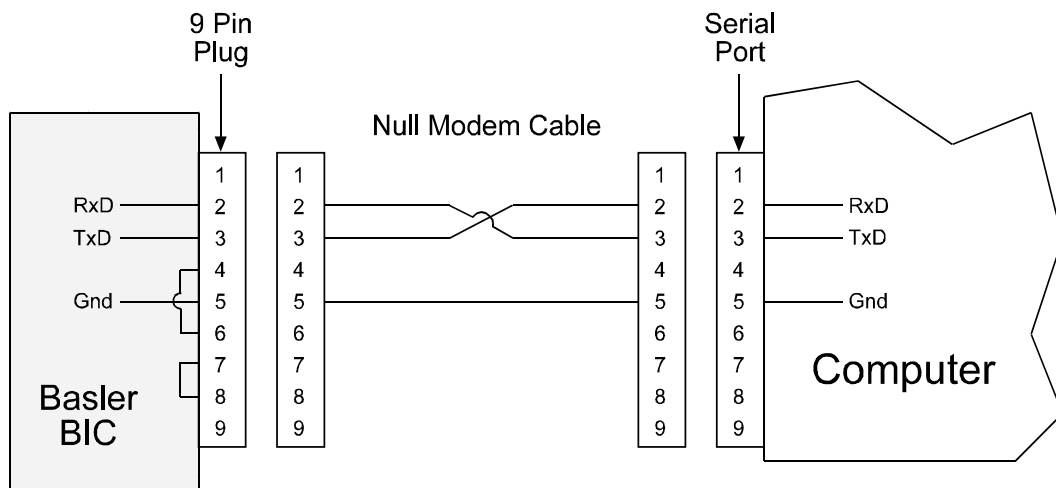 9 Pin
Plug
Serial
Port
Null Modem Cable
1 1 1 1
RxD 2 2 2 2 RxD
TxD 3 3 3 3 TxD
4 4 4 4
Gnd 5 5 5 5 Gnd
6 6 6 6
7 7 7 7
8 8 8 8
9 9 9 9
Basler
BIC
Computer